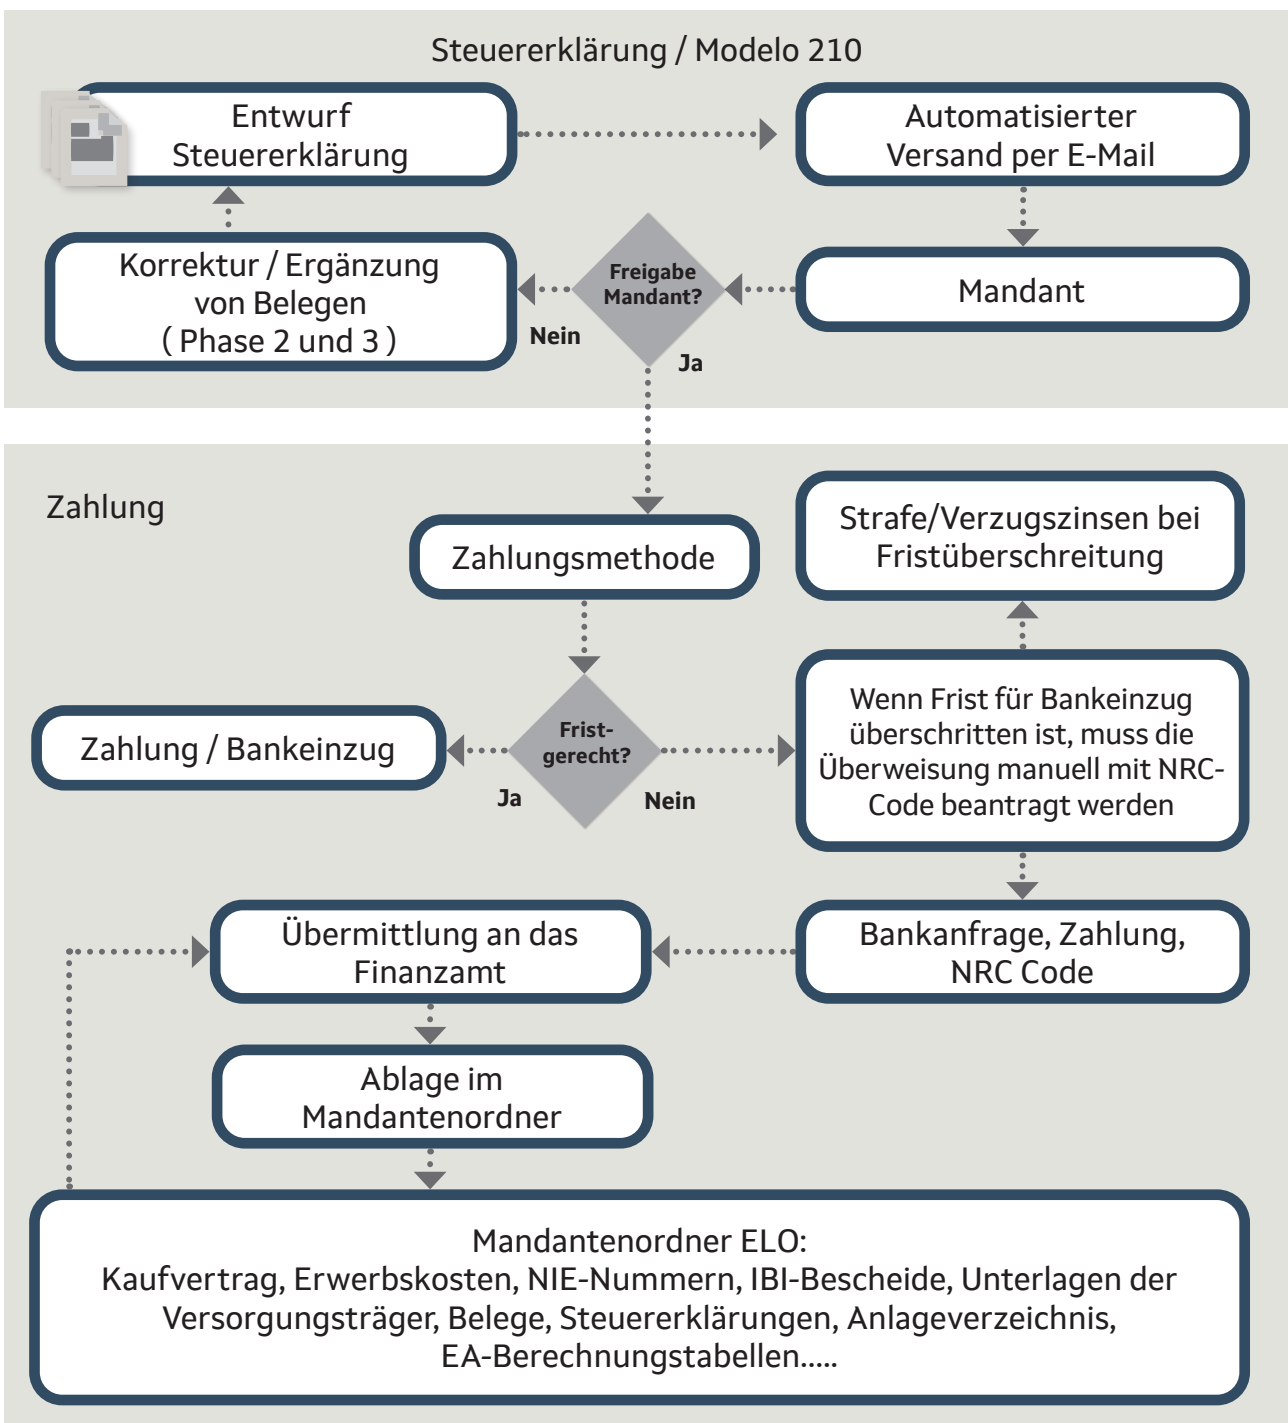 Steuererklärung / Modelo 210
Entwurf
Steuererklärung
Automatisierter
Versand per E-Mail
Korrektur / Ergänzung
von Belegen
( Phase 2 und 3 )
Freigabe
Mandant?
Mandant
Nein
Ja
Zahlung
Zahlungsmethode
Strafe/Verzugszinsen bei
Fristüberschreitung
Zahlung / Bankeinzug
Frist-
gerecht?
Ja
Nein
Wenn Frist für Bankeinzug
überschritten ist, muss die
Überweisung manuell mit NRC-
Code beantragt werden
Übermittlung an das
Finanzamt
Bankanfrage, Zahlung,
NRC Code
Ablage im
Mandantenordner
Mandantenordner ELO:
Kaufvertrag, Erwerbskosten, NIE-Nummern, IBI-Bescheide, Unterlagen der
Versorgungsträger, Belege, Steuererklärungen, Anlageverzeichnis,
EA-Berechnungstabellen.....